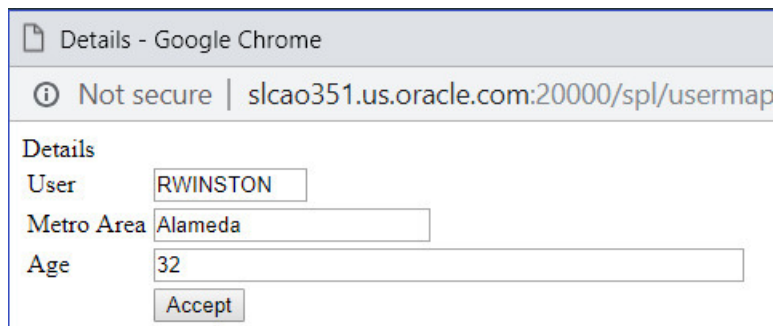 Details - Google Chrome
Not secure | slcao351.us.oracle.com:20000/spl/usermap
Details
User RWINSTON
Metro Area Alameda
Age 32
Accept